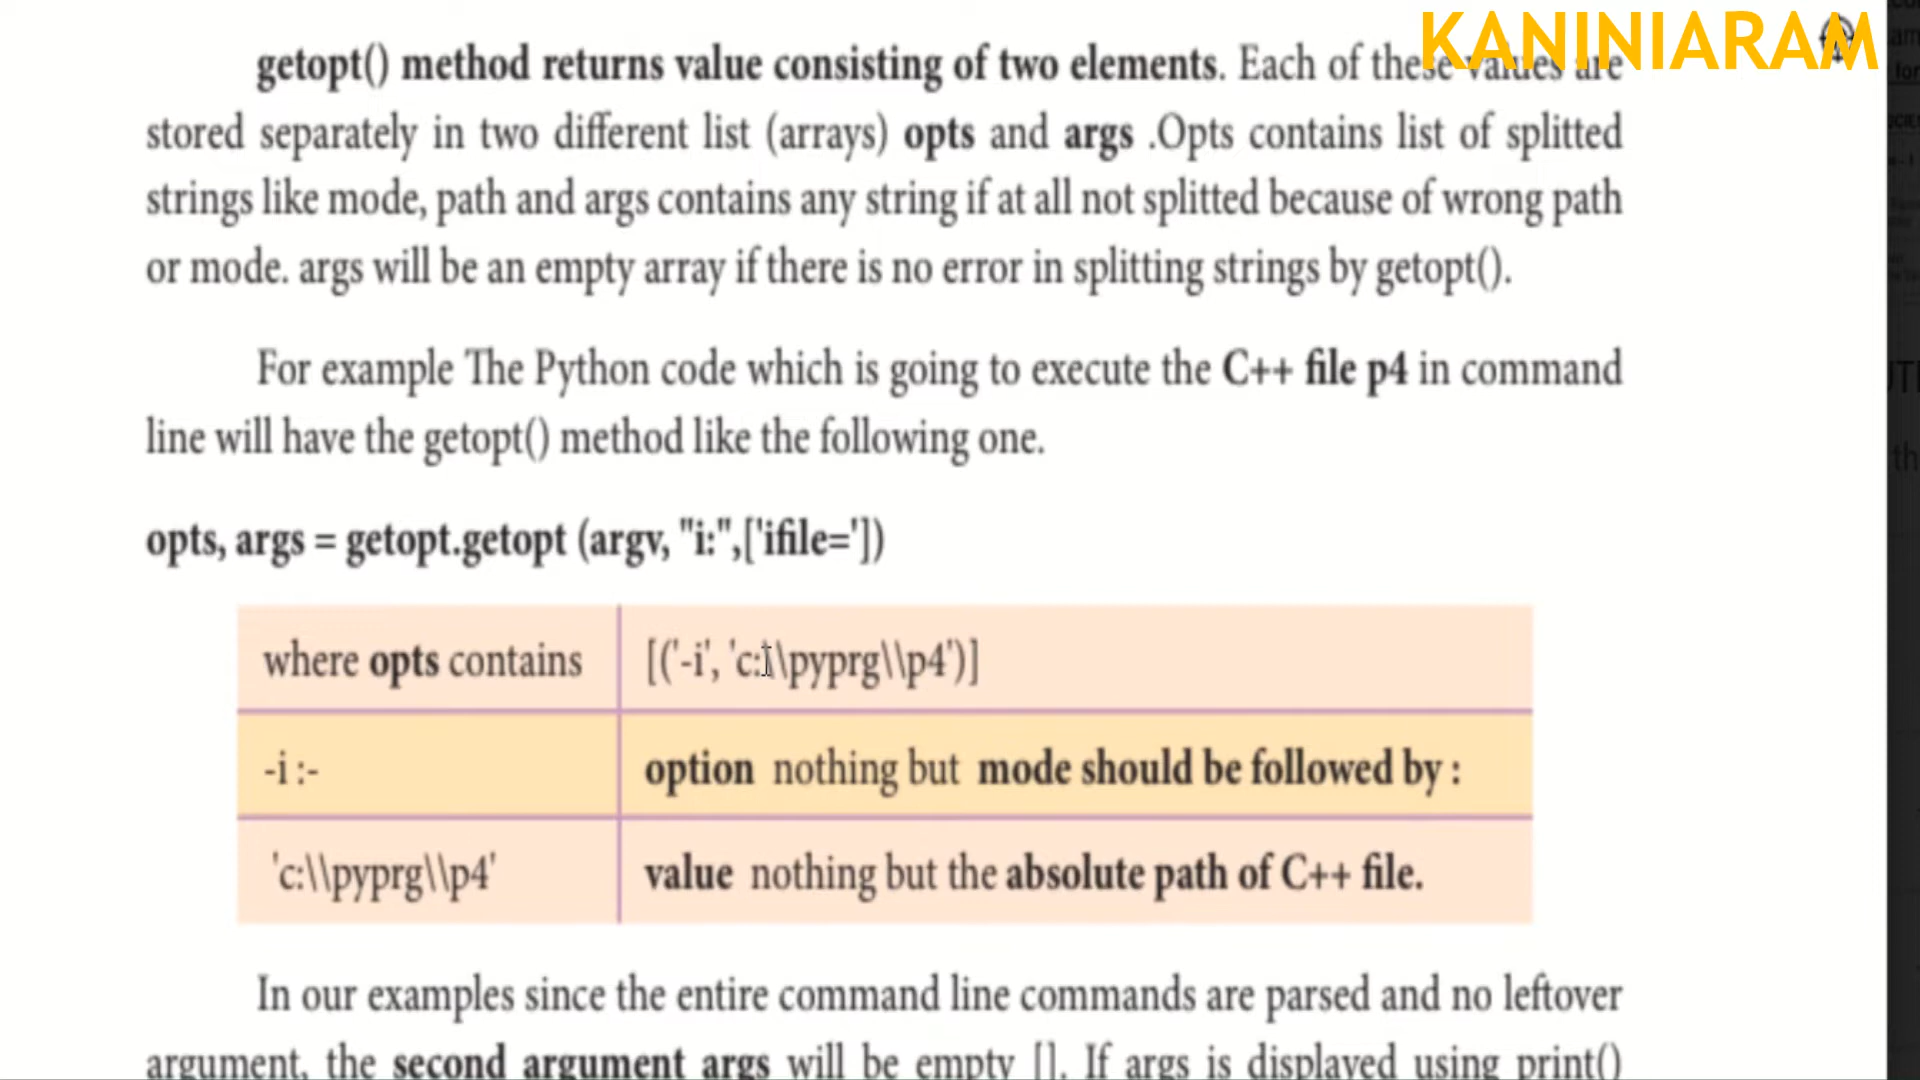 KANINIARAM
getopt() method returns value consisting of two elements. Each of these values are
stored separately in two different list (arrays) opts and args .Opts contains list of splitted
strings like mode, path and args contains any string if at all not splitted because of wrong path
or mode. args will be an empty array if there is no error in splitting strings by getopt().
For example The Python code which is going to execute the C++ file p4 in command
line will have the getopt() method like the following one.
opts, args = getopt.getopt (argv, "i:",['ifile='])
where opts contains [('-i', 'c:\\pyprg\\p4')]
-i :- option nothing but mode should be followed by :
'c:\\pyprg\\p4' value nothing but the absolute path of C++ file.
In our examples since the entire command line commands are parsed and no leftover
argument, the second argument args will be empty []. If args is displayed using print()